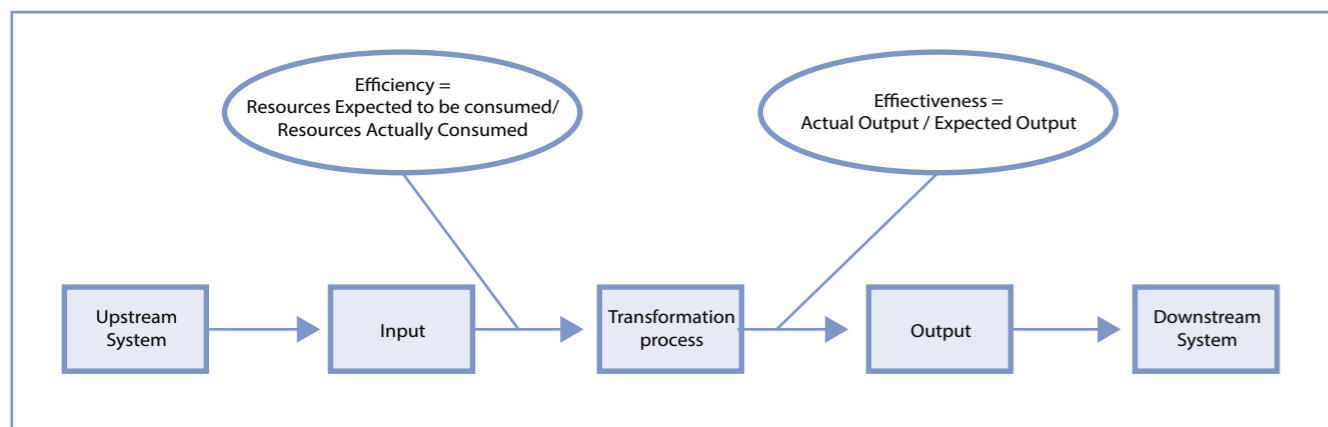 Efficiency =
Resources Expected to be consumed/
Resources Actually Consumed
Effectiveness =
Actual Output / Expected Output
Upstream
System
Input
Transformation
process
Output
Downstream
System